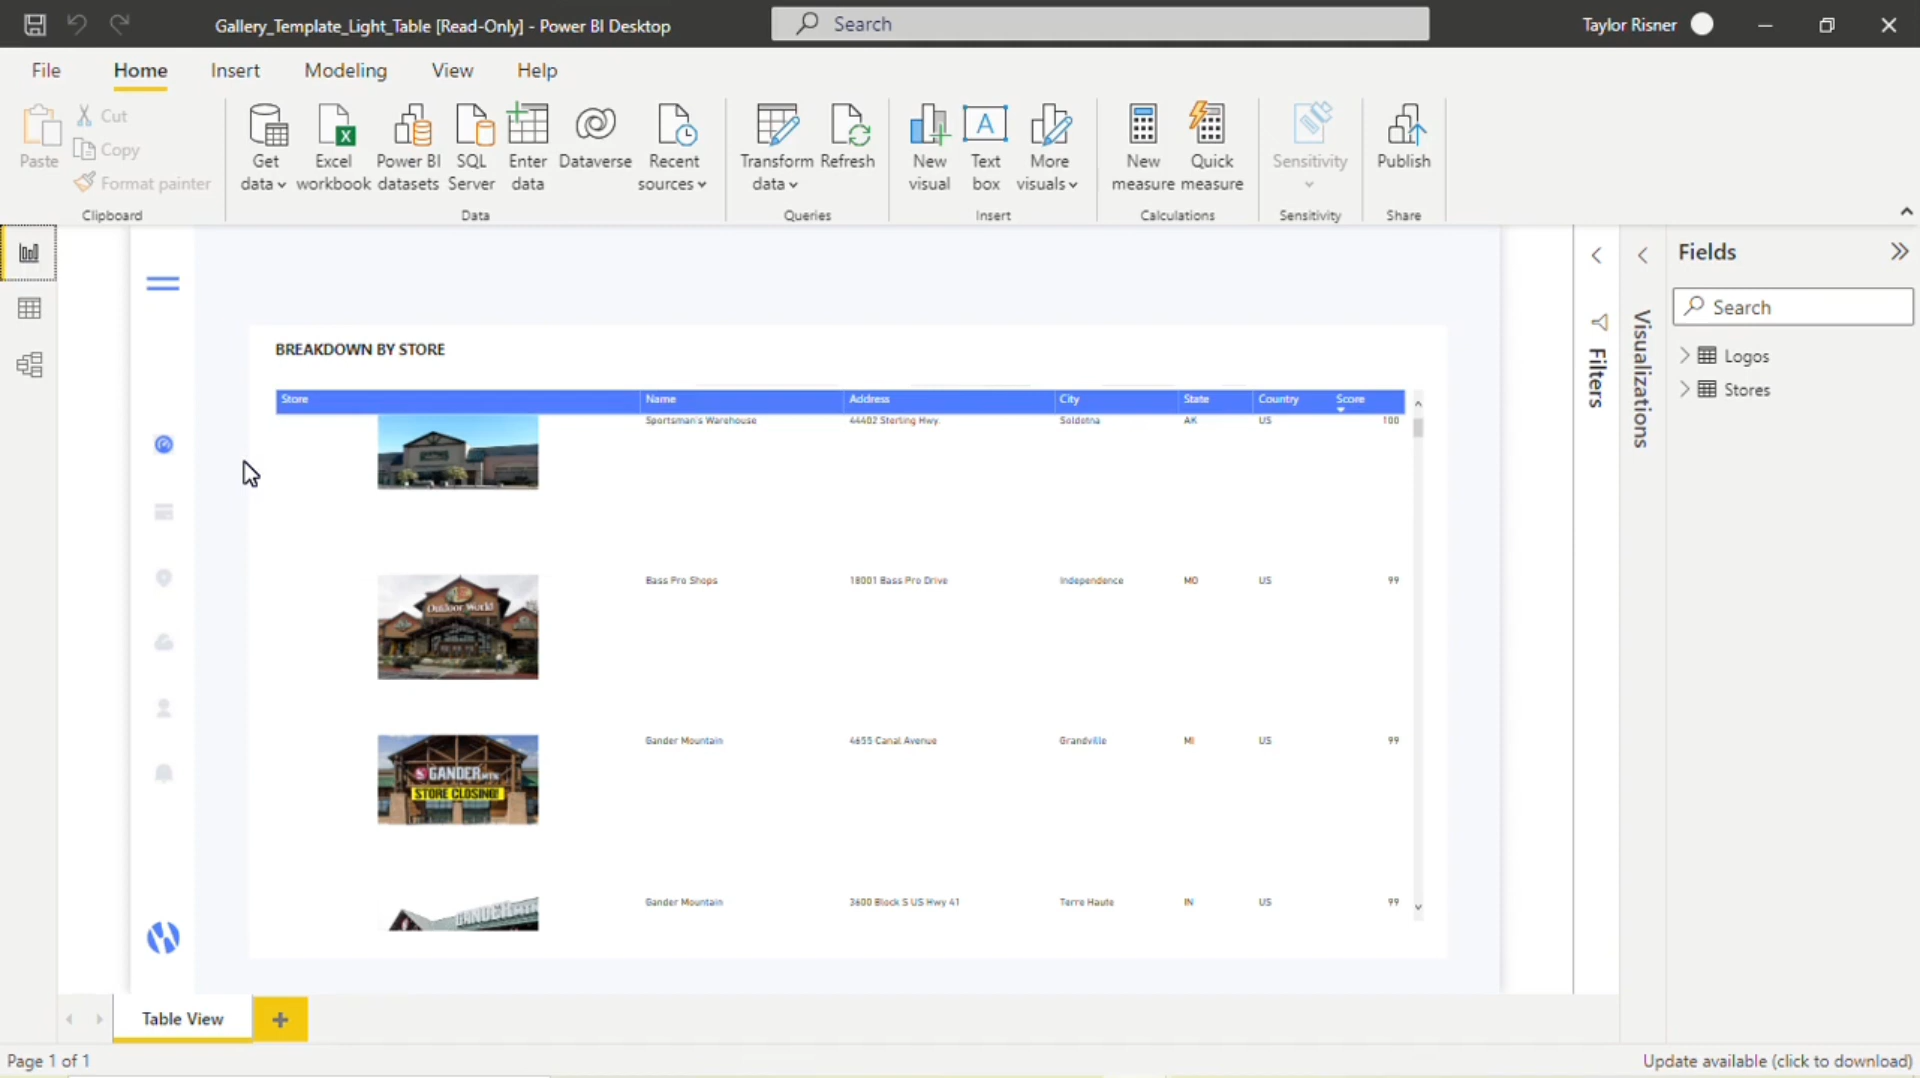 Gallery_Template_Light_Table [Read-Only] - Power BI Desktop
Search
Taylor Risner
File
Home
Insert
Modeling
View
Help
Paste
Cut
Copy
Format painter
Clipboard
Get data
Excel workbook
Power BI datasets
SQL Server
Enter data
Dataverse
Recent sources
Data
Transform data
Refresh
Queries
New visual
Text box
More visuals
Insert
New measure
Quick measure
Calculations
Sensitivity
Sensitivity
Publish
Share
BREAKDOWN BY STORE
Store Name Address City State Country Score
Sportsman's Warehouse 44402 Sterling Hwy. Soldotna AK US 100
Outdoor World
Bass Pro Shops 18001 Bass Pro Drive Independence MO US 99
Gander Mountain 4655 Canal Avenue Grandville MI US 99
GANDER MTN.
STORE CLOSING!
Gander Mountain 3600 Block S US Hwy 41 Terre Haute IN US 99
Filters
Visualizations
Fields
Search
Logos
Stores
Table View
Page 1 of 1
Update available (click to download)